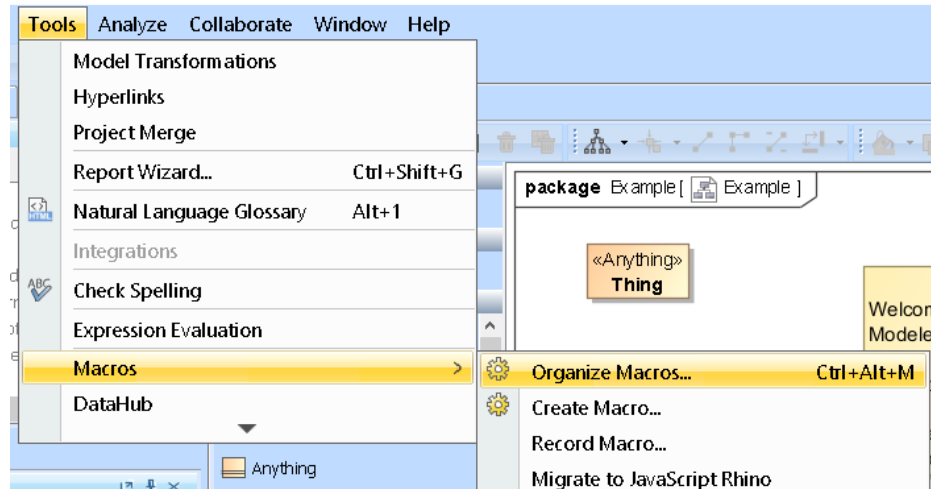 Tools Analyze Collaborate Window Help
Model Transformations
Hyperlinks
Project Merge
Report Wizard... Ctrl+Shift+G
HTML
Natural Language Glossary Alt+1
Integrations
ABC
Check Spelling
Expression Evaluation
Macros >
DataHub
package Example [ Example ]
«Anything»
Thing
Organize Macros... Ctrl+Alt+M
Create Macro...
Record Macro...
Migrate to JavaScript Rhino
Anything